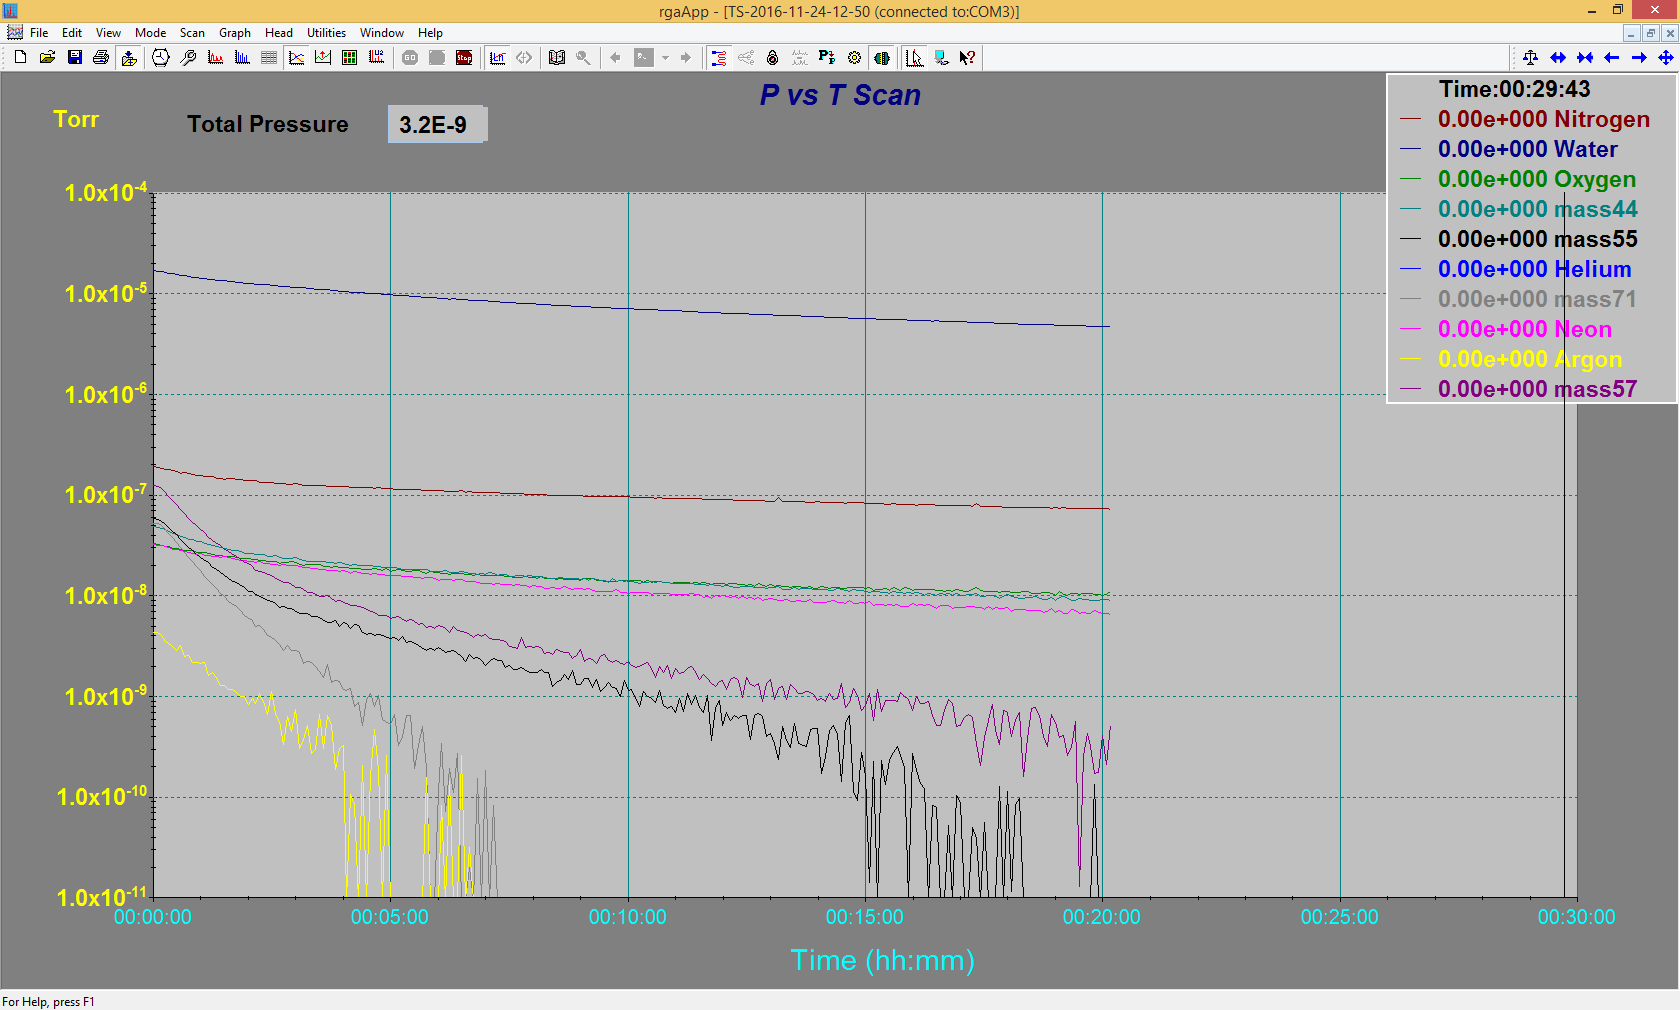 rgaApp - [TS-2016-11-24-12-50 (connected to:COM3)]
File Edit View Mode Scan Graph Head Utilities Window Help
GO Stop
P vs T Scan
Torr
Total Pressure 3.2E-9
Time:00:29:43
0.00e+000 Nitrogen
0.00e+000 Water
0.00e+000 Oxygen
0.00e+000 mass44
0.00e+000 mass55
0.00e+000 Helium
0.00e+000 mass71
0.00e+000 Neon
0.00e+000 Argon
0.00e+000 mass57
1.0x10-4
1.0x10-5
1.0x10-6
1.0x10-7
1.0x10-8
1.0x10-9
1.0x10-10
1.0x10-11
00:00:00 00:05:00 00:10:00 00:15:00 00:20:00 00:25:00 00:30:00
Time (hh:mm)
For Help, press F1